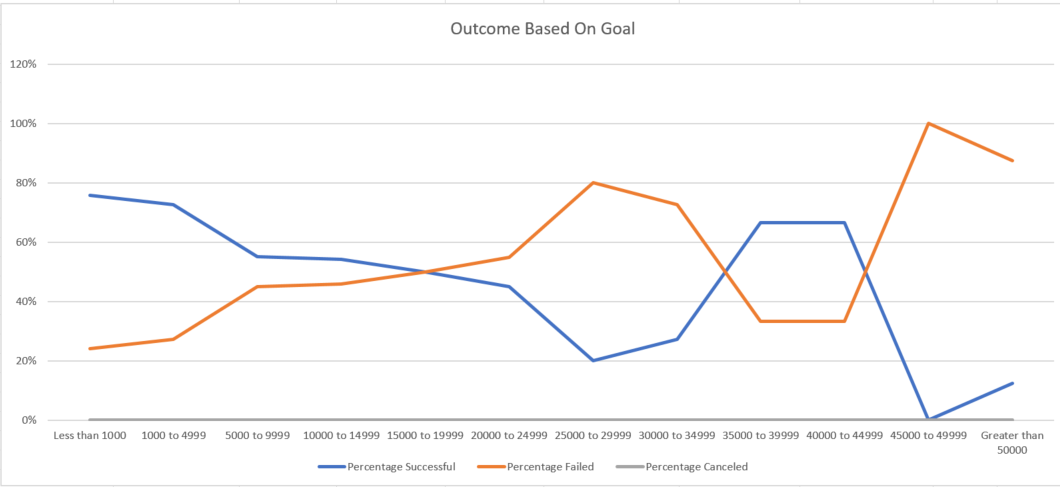 Outcome Based On Goal
120%
100%
80%
60%
40%
20%
0%
Less than 1000 1000 to 4999 5000 to 9999 10000 to 14999 15000 to 19999 20000 to 24999 25000 to 29999 30000 to 34999 35000 to 39999 40000 to 44999 45000 to 49999 Greater than
50000
Percentage Successful Percentage Failed Percentage Canceled